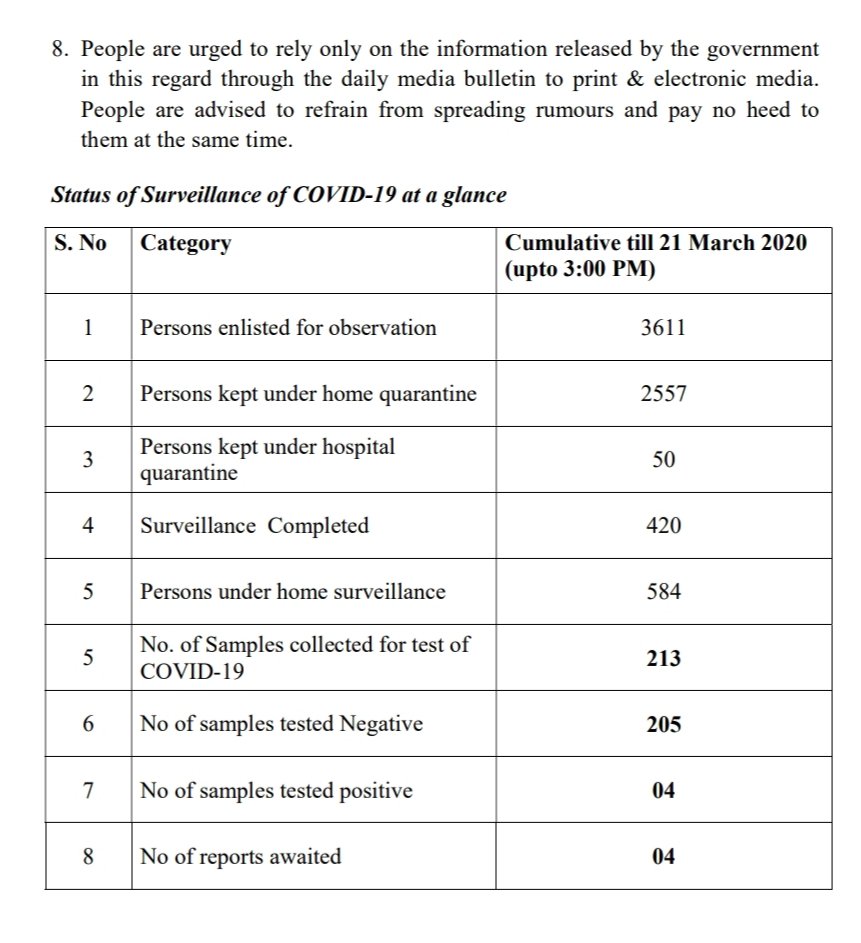 8. People are urged to rely only on the information released by the government
in this regard through the daily media bulletin to print & electronic media.
People are advised to refrain from spreading rumours and pay no heed to
them at the same time.
Status of Surveillance of COVID-19 at a glance
S. No Category Cumulative till 21 March 2020
(upto 3:00 PM)
1 Persons enlisted for observation 3611
2 Persons kept under home quarantine 2557
3 Persons kept under hospital
quarantine 50
4 Surveillance Completed 420
5 Persons under home surveillance 584
5 No. of Samples collected for test of
COVID-19 213
6 No of samples tested Negative 205
7 No of samples tested positive 04
8 No of reports awaited 04